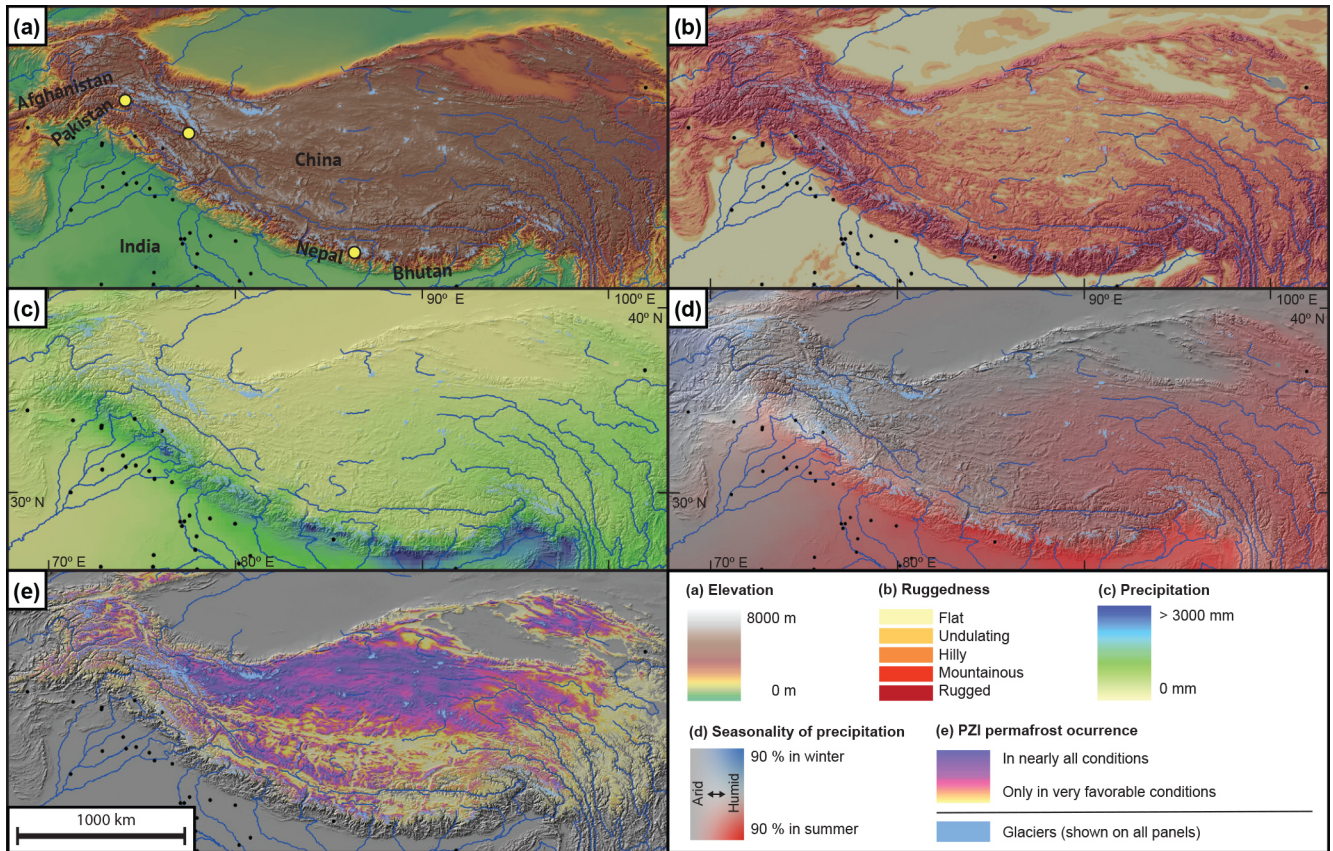 (a)
Afghanistan
Pakistan
China
India
Nepal
Bhutan
(b)
(c)
90º E
100º E
40º N
30º N
70º E
80º E
(d)
90º E
100º E
40º N
30º N
70º E
80º E
(e)
1000 km
(a) Elevation
8000 m
0 m
(b) Ruggedness
Flat
Undulating
Hilly
Mountainous
Rugged
(c) Precipitation
> 3000 mm
0 mm
(d) Seasonality of precipitation
Arid
Humid
90 % in winter
90 % in summer
(e) PZI permafrost ocurrence
In nearly all conditions
Only in very favorable conditions
Glaciers (shown on all panels)